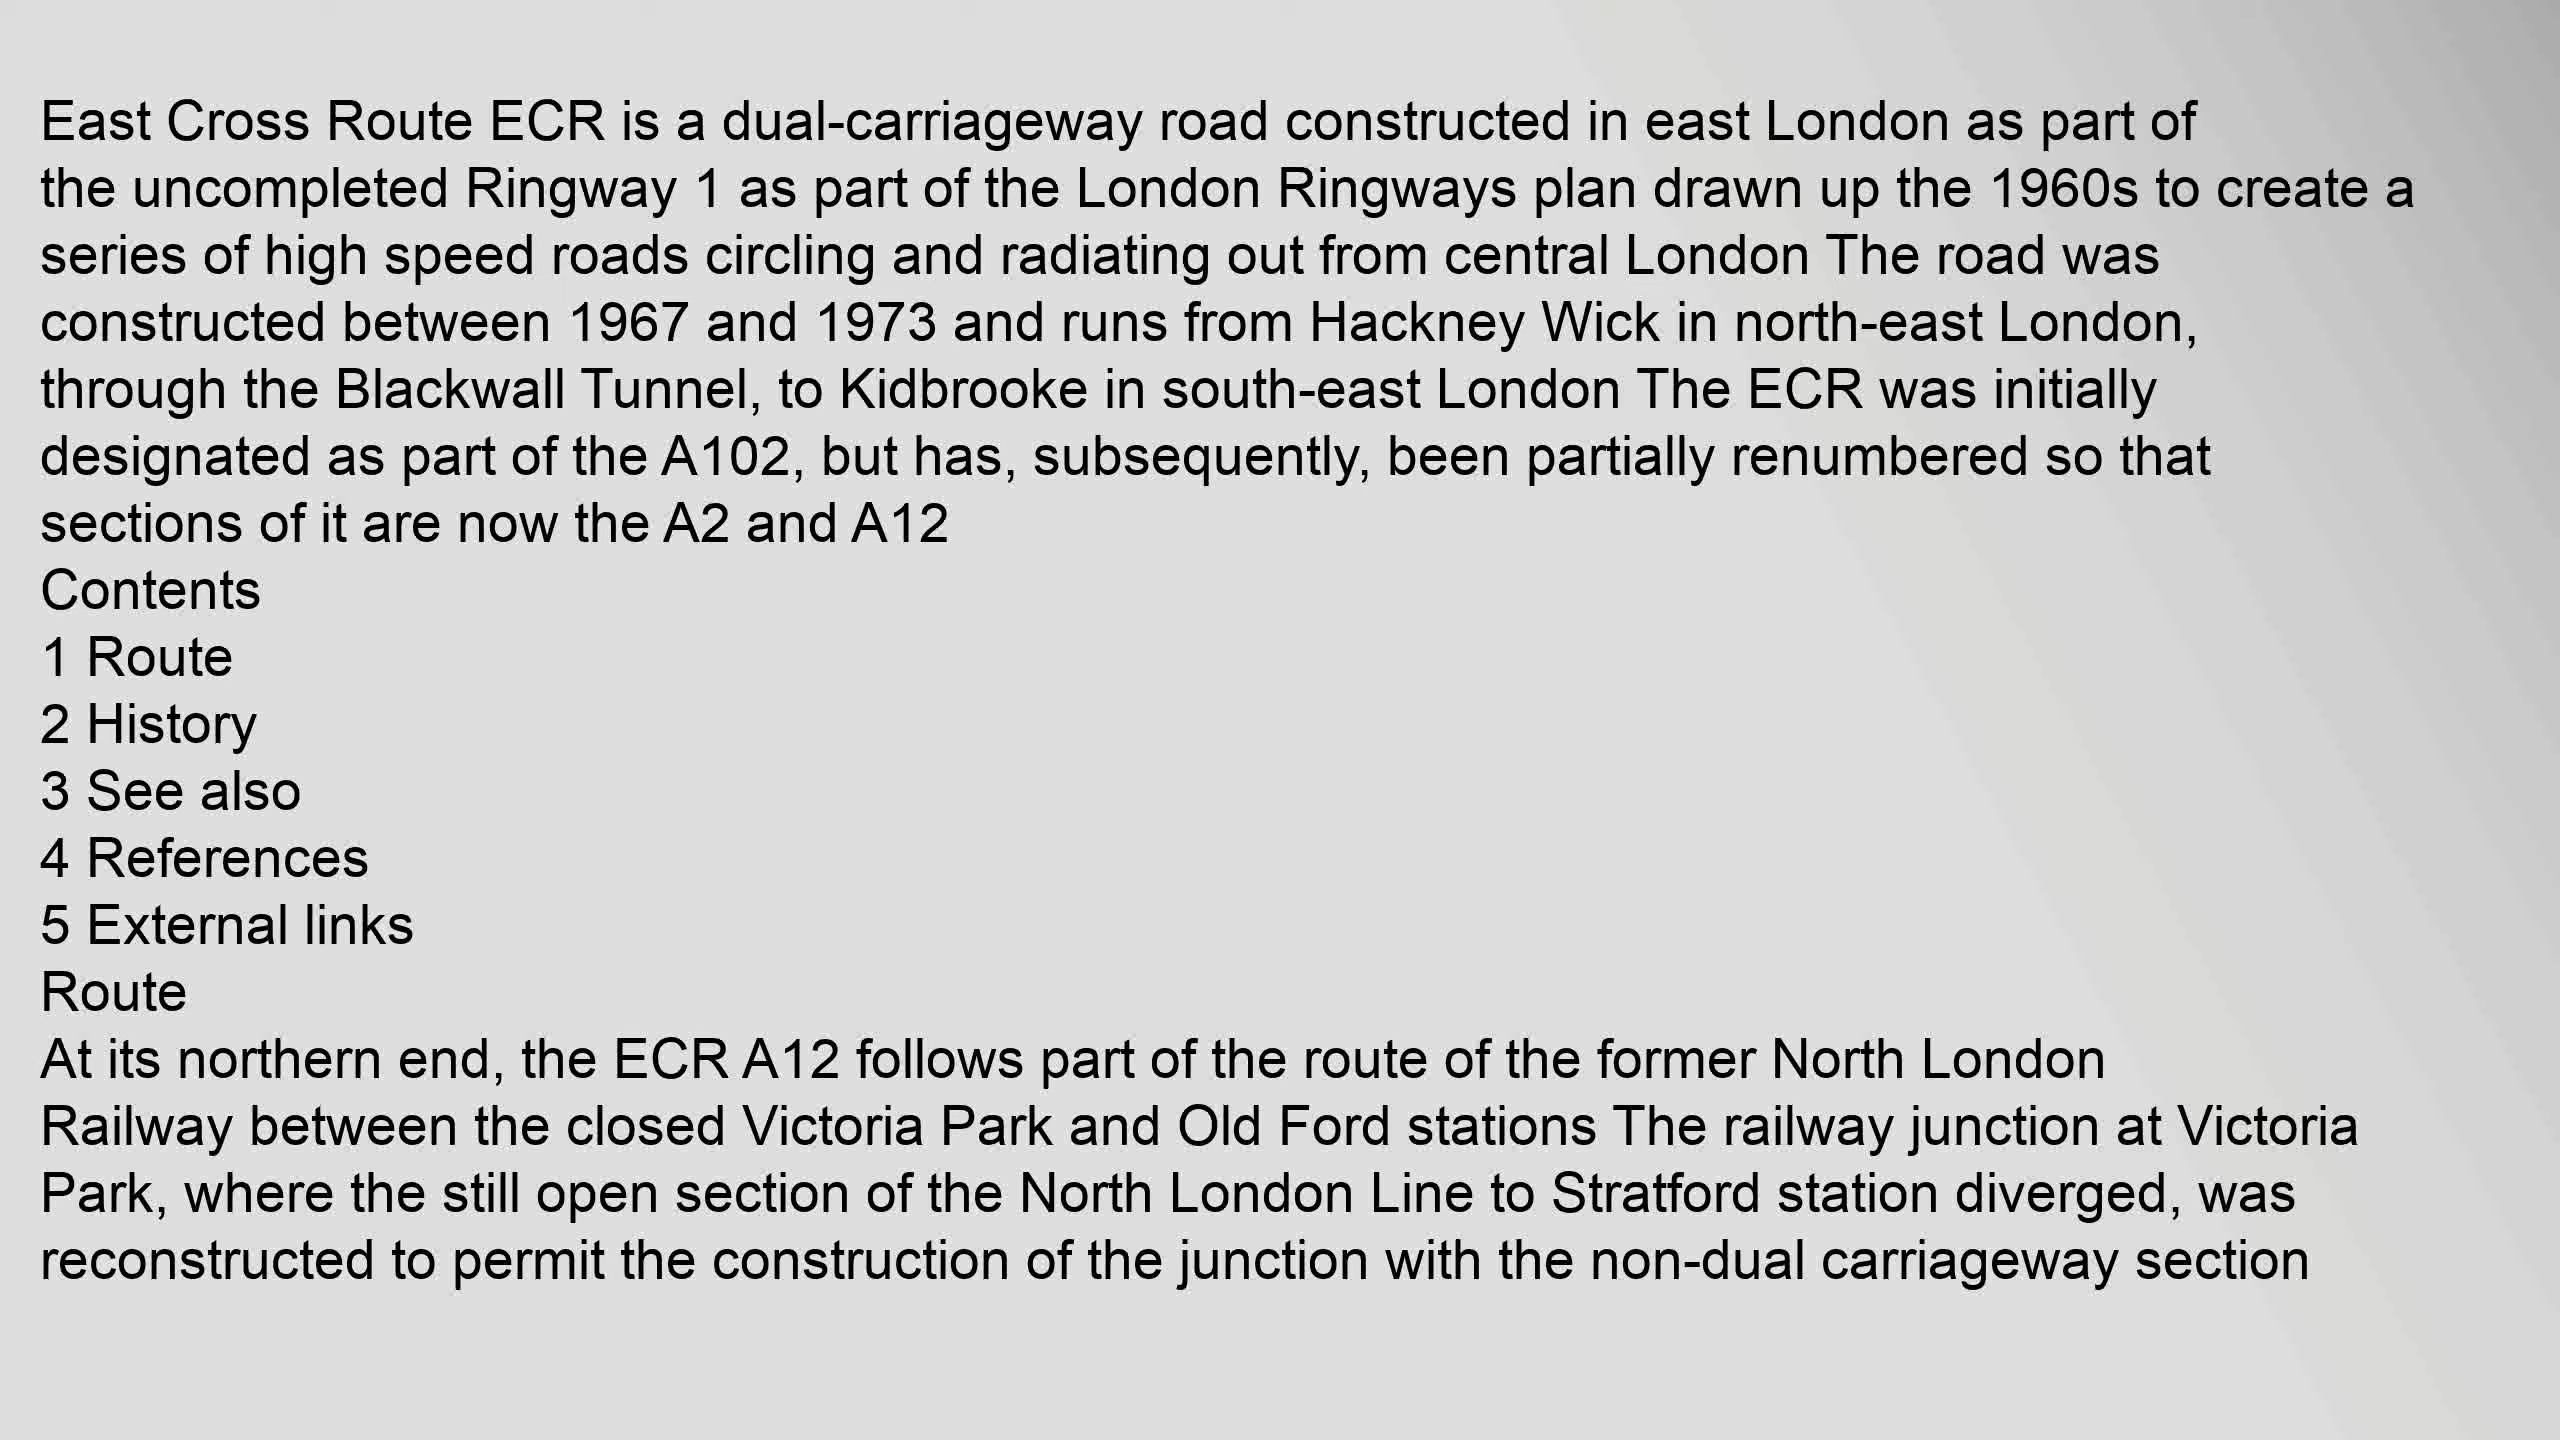 East Cross Route ECR is a dual-carriageway road constructed in east London as part of
the uncompleted Ringway 1 as part of the London Ringways plan drawn up the 1960s to create a
series of high speed roads circling and radiating out from central London The road was
constructed between 1967 and 1973 and runs from Hackney Wick in north-east London,
through the Blackwall Tunnel, to Kidbrooke in south-east London The ECR was initially
designated as part of the A102, but has, subsequently, been partially renumbered so that
sections of it are now the A2 and A12
Contents
1 Route
2 History
3 See also
4 References
5 External links
Route
At its northern end, the ECR A12 follows part of the route of the former North London
Railway between the closed Victoria Park and Old Ford stations The railway junction at Victoria
Park, where the still open section of the North London Line to Stratford station diverged, was
reconstructed to permit the construction of the junction with the non-dual carriageway section